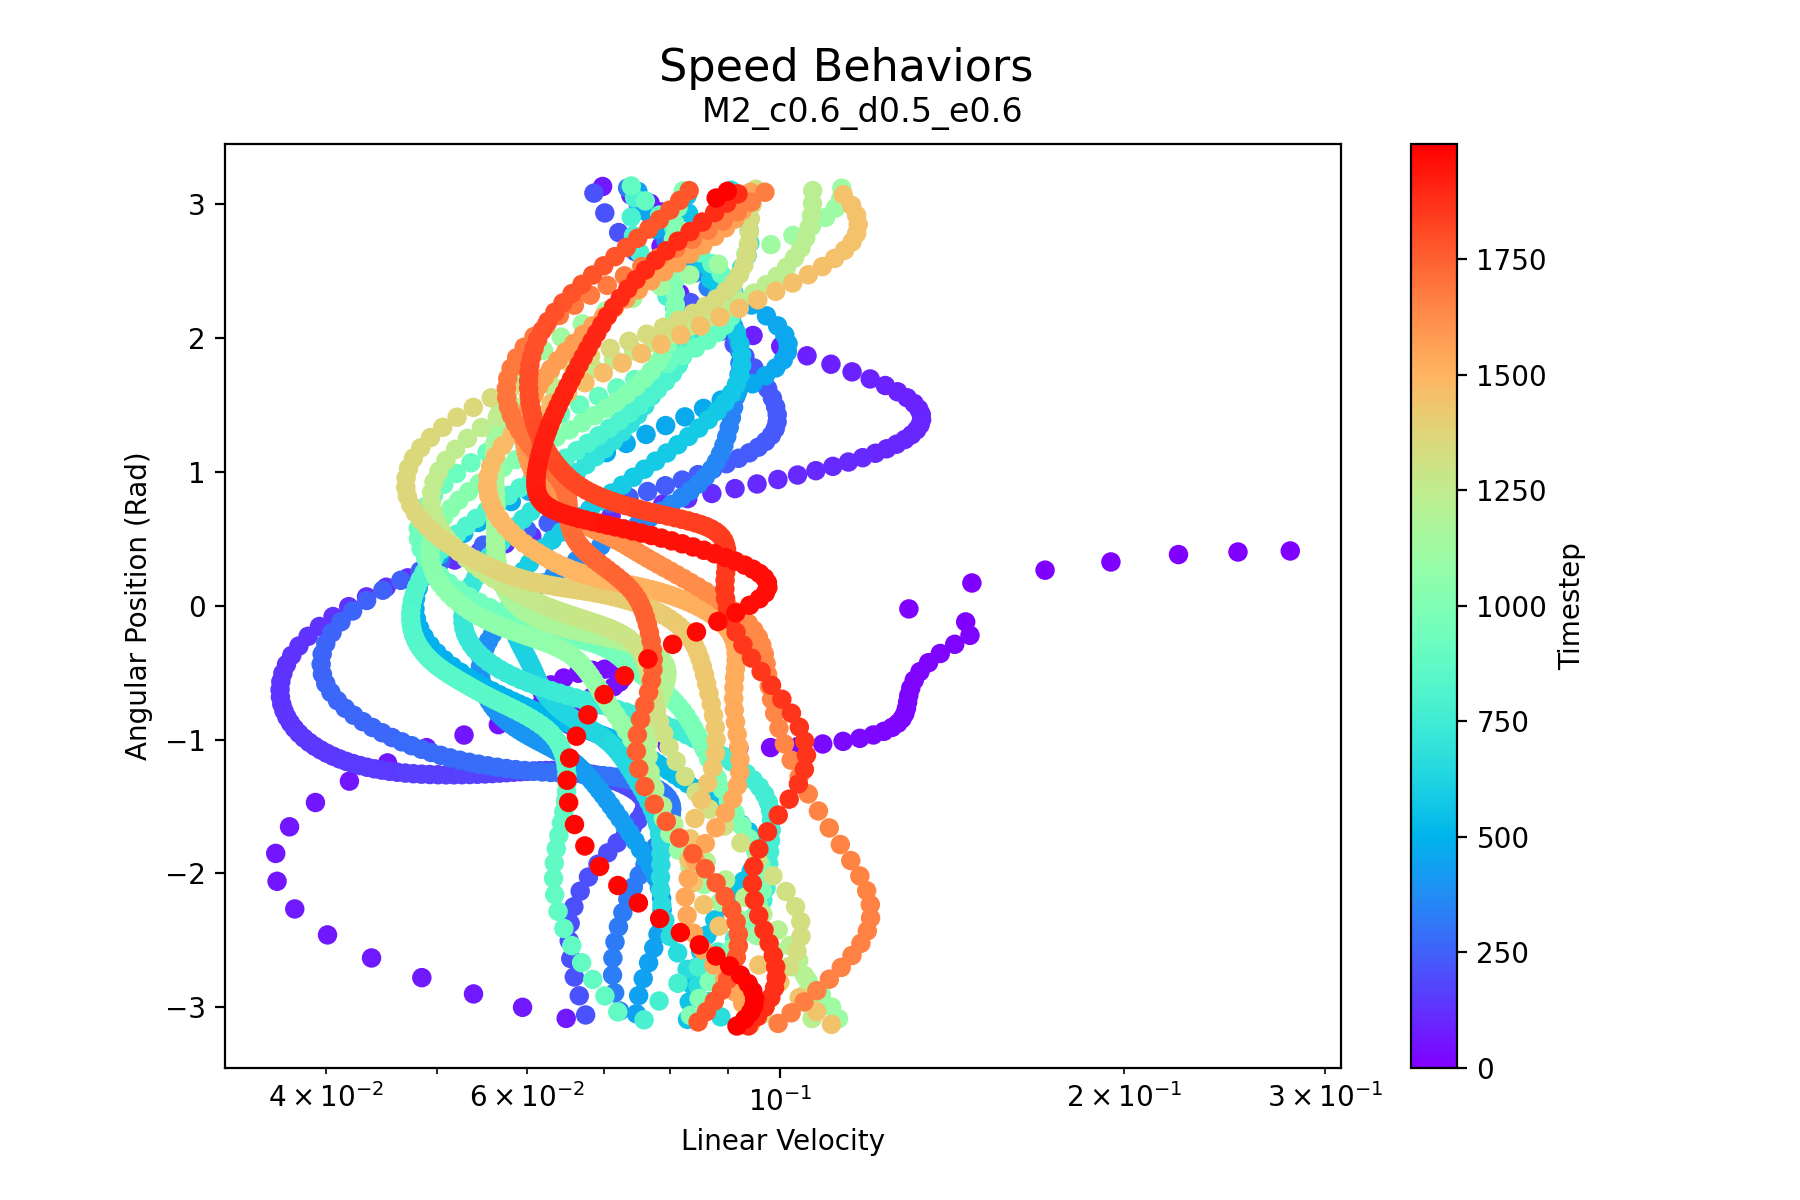 Speed Behaviors
M2_c0.6_d0.5_e0.6
Angular Position (Rad)
3
2
1
0
−1
−2
−3
4 × 10⁻²
6 × 10⁻²
10⁻¹
2 × 10⁻¹
3 × 10⁻¹
Linear Velocity
1750
1500
1250
1000
750
500
250
0
Timestep